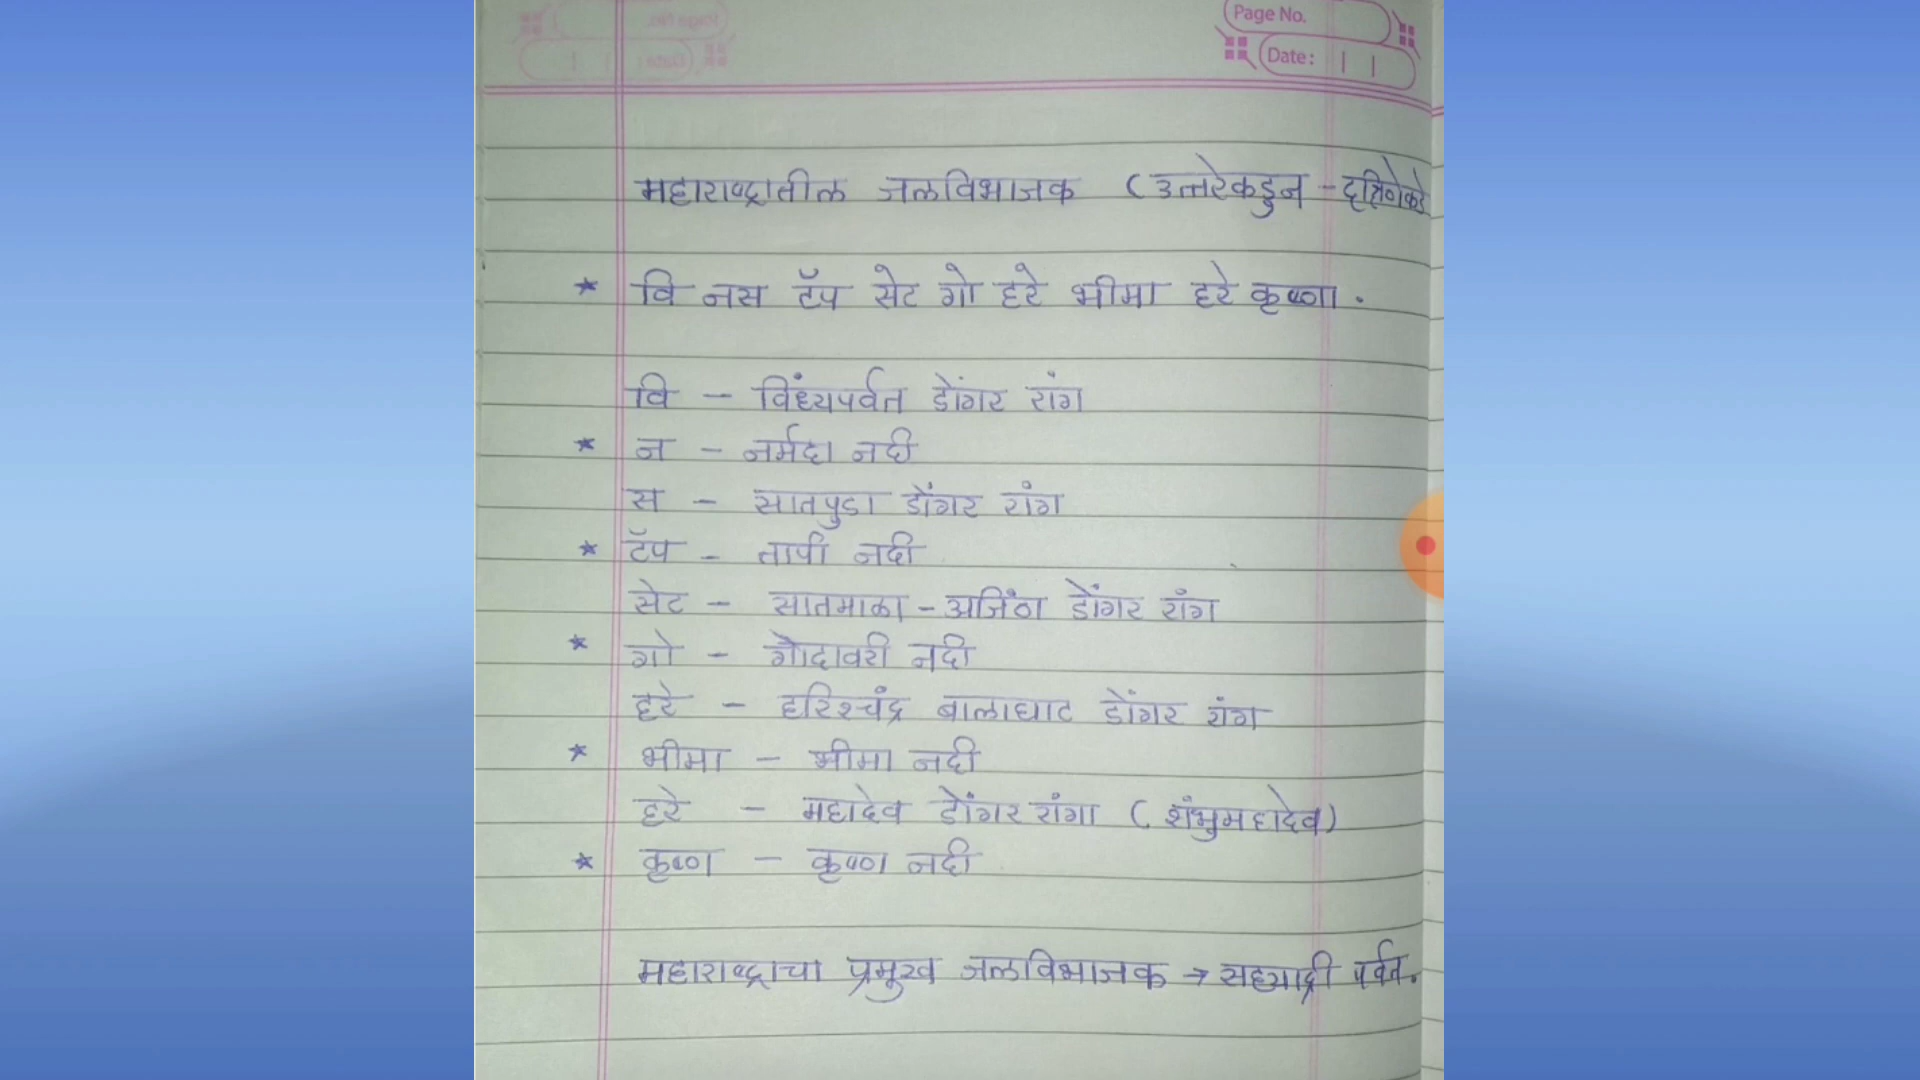 Page No.
Date:
महाराष्ट्रातील जलविभाजक (उत्तरेकडुन - दक्षिणेकडे
* वि नस टॅप सेट गो हरे भीमा हरे कृष्णा.
वि - विंध्यपर्वत डोंगर रांग
* न - नर्मदा नदी
स - सातपुडा डोंगर रांग
* टॅप - तापी नदी
सेट - सातमाळा - अजिंठा डोंगर रांग
* गो - गोदावरी नदी
हरे - हरिश्चंद्र बालाघाट डोंगर रांग
* भीमा - भीमा नदी
हरे - महादेव डोंगर रांगा ( शंभुमहादेव)
* कृष्णा - कृष्णा नदी
महाराष्ट्राचा प्रमुख जलविभाजक → सह्याद्री पर्वत.